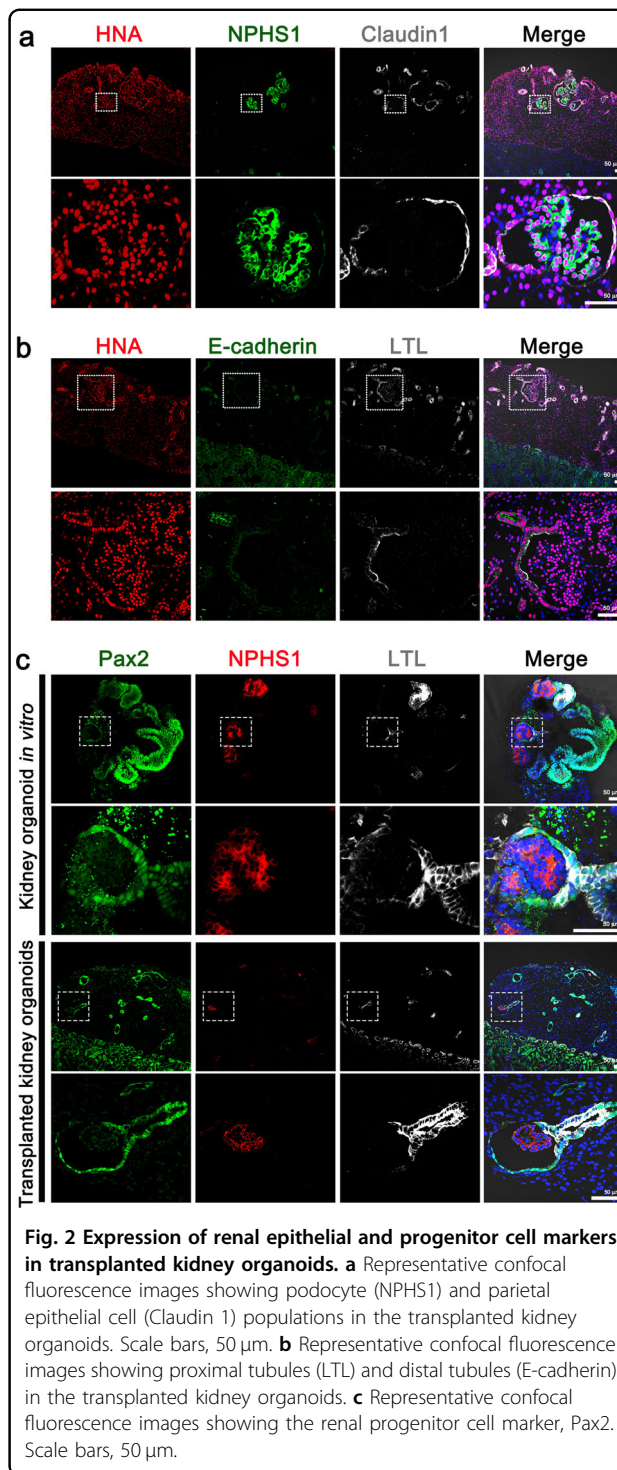 a
HNA NPHS1 Claudin1 Merge
50 µm
50 µm
b
HNA E-cadherin LTL Merge
50 µm
50 µm
c
Pax2 NPHS1 LTL Merge
Kidney organoid in vitro
50 µm
50 µm
Transplanted kidney organoids
50 µm
50 µm
Fig. 2 Expression of renal epithelial and progenitor cell markers
in transplanted kidney organoids. a Representative confocal
fluorescence images showing podocyte (NPHS1) and parietal
epithelial cell (Claudin 1) populations in the transplanted kidney
organoids. Scale bars, 50 µm. b Representative confocal fluorescence
images showing proximal tubules (LTL) and distal tubules (E-cadherin)
in the transplanted kidney organoids. c Representative confocal
fluorescence images showing the renal progenitor cell marker, Pax2.
Scale bars, 50 µm.